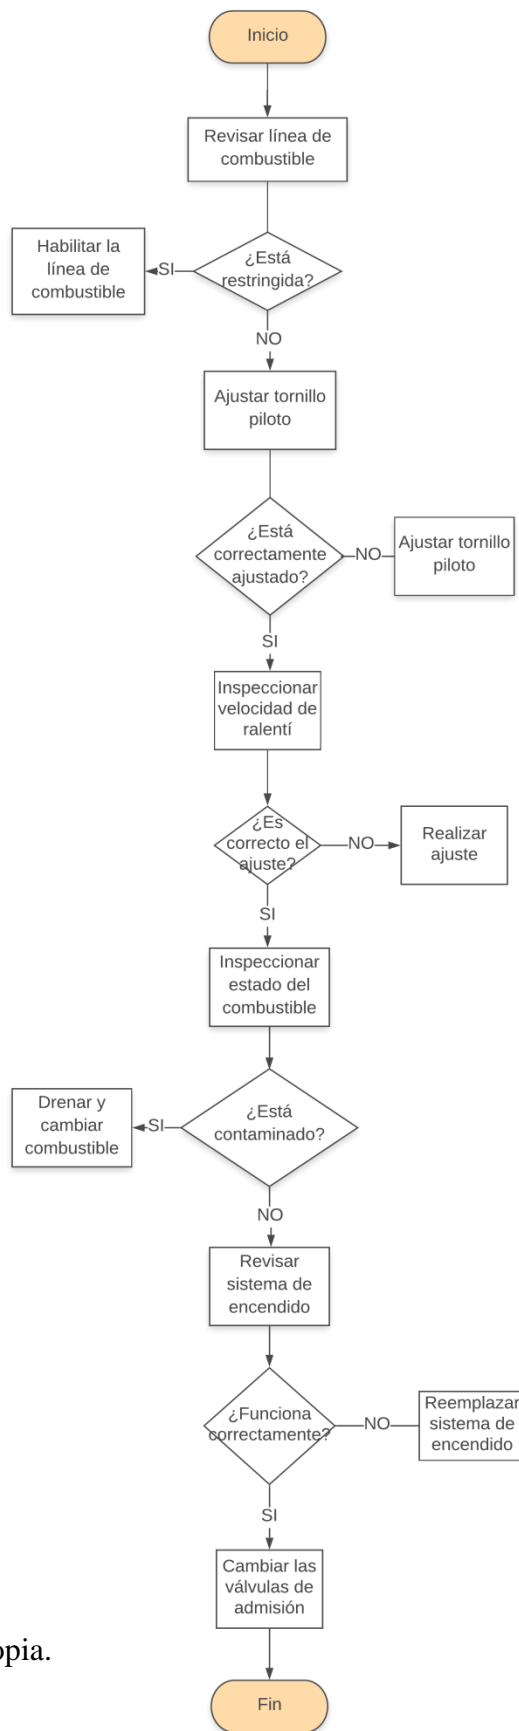 Inicio
Revisar línea de
combustible
Habilitar la
línea de
combustible
SI
¿Está
restringida?
NO
Ajustar tornillo
piloto
¿Está
correctamente
ajustado?
NO
Ajustar tornillo
piloto
SI
Inspeccionar
velocidad de
ralentí
¿Es
correcto el
ajuste?
NO
Realizar
ajuste
SI
Inspeccionar
estado del
combustible
Drenar y
cambiar
combustible
SI
¿Está
contaminado?
NO
Revisar
sistema de
encendido
¿Funciona
correctamente?
NO
Reemplazar
sistema de
encendido
SI
Cambiar las
válvulas de
admisión
opia.
Fin